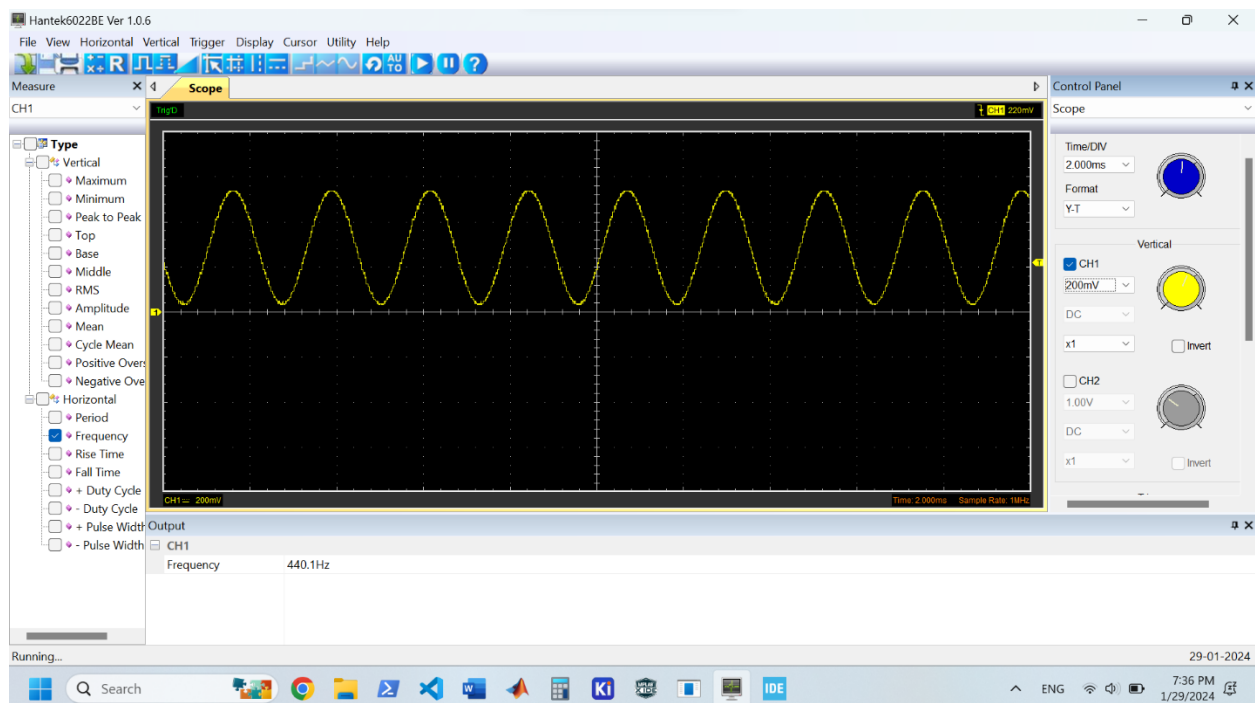 Hantek6022BE Ver 1.0.6
File View Horizontal Vertical Trigger Display Cursor Utility Help
Measure
Scope
Control Panel
CH1
Trig'D
CH1 220mV
Scope
Type
Vertical
Maximum
Minimum
Peak to Peak
Top
Base
Middle
RMS
Amplitude
Mean
Cycle Mean
Positive Overs
Negative Ove
Horizontal
Period
Frequency
Rise Time
Fall Time
+ Duty Cycle
- Duty Cycle
+ Pulse Width
- Pulse Width
Time/DIV
2.000ms
Format
Y-T
Vertical
CH1
200mV
DC
x1
Invert
CH2
1.00V
DC
x1
Invert
T
1
CH1 200mV
Time: 2.000ms Sample Rate: 1MHz
Output
CH1
Frequency 440.1Hz
Running...
29-01-2024
Search
Ki
IDE
ENG
7:36 PM
1/29/2024